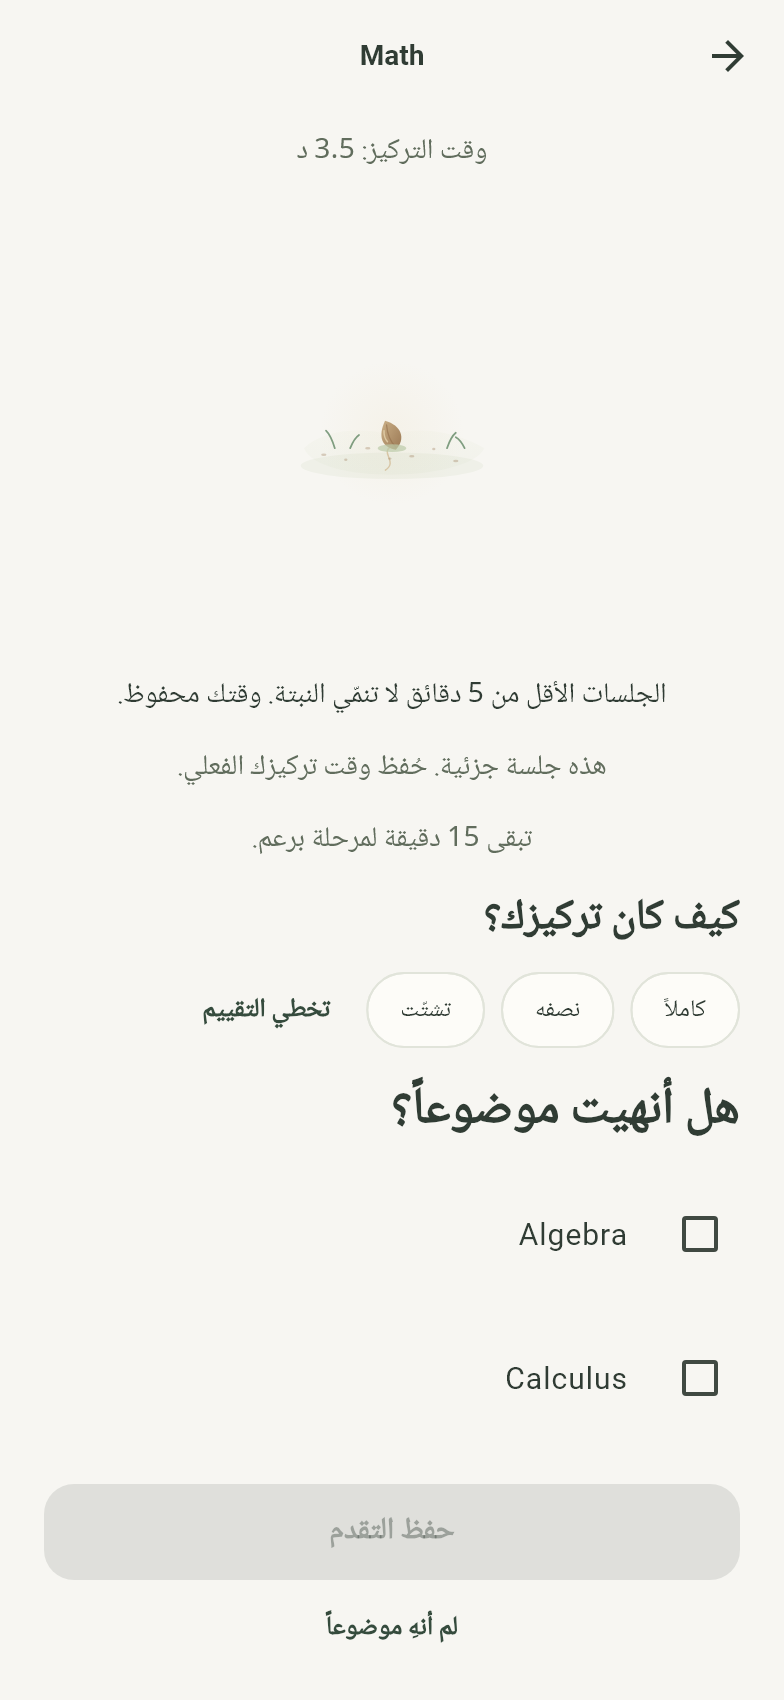 Math
وقت التركيز: 3.5 د
الجلسات الأقل من 5 دقائق لا تنمّي النبتة. وقتك محفوظ.
هذه جلسة جزئية. حُفظ وقت تركيزك الفعلي.
تبقى 15 دقيقة لمرحلة برعم.
كيف كان تركيزك؟
كاملاً نصفه تشتّت تخطي التقييم
هل أنهيت موضوعاً؟
Algebra
Calculus
حفظ التقدم
لم أنهِ موضوعاً